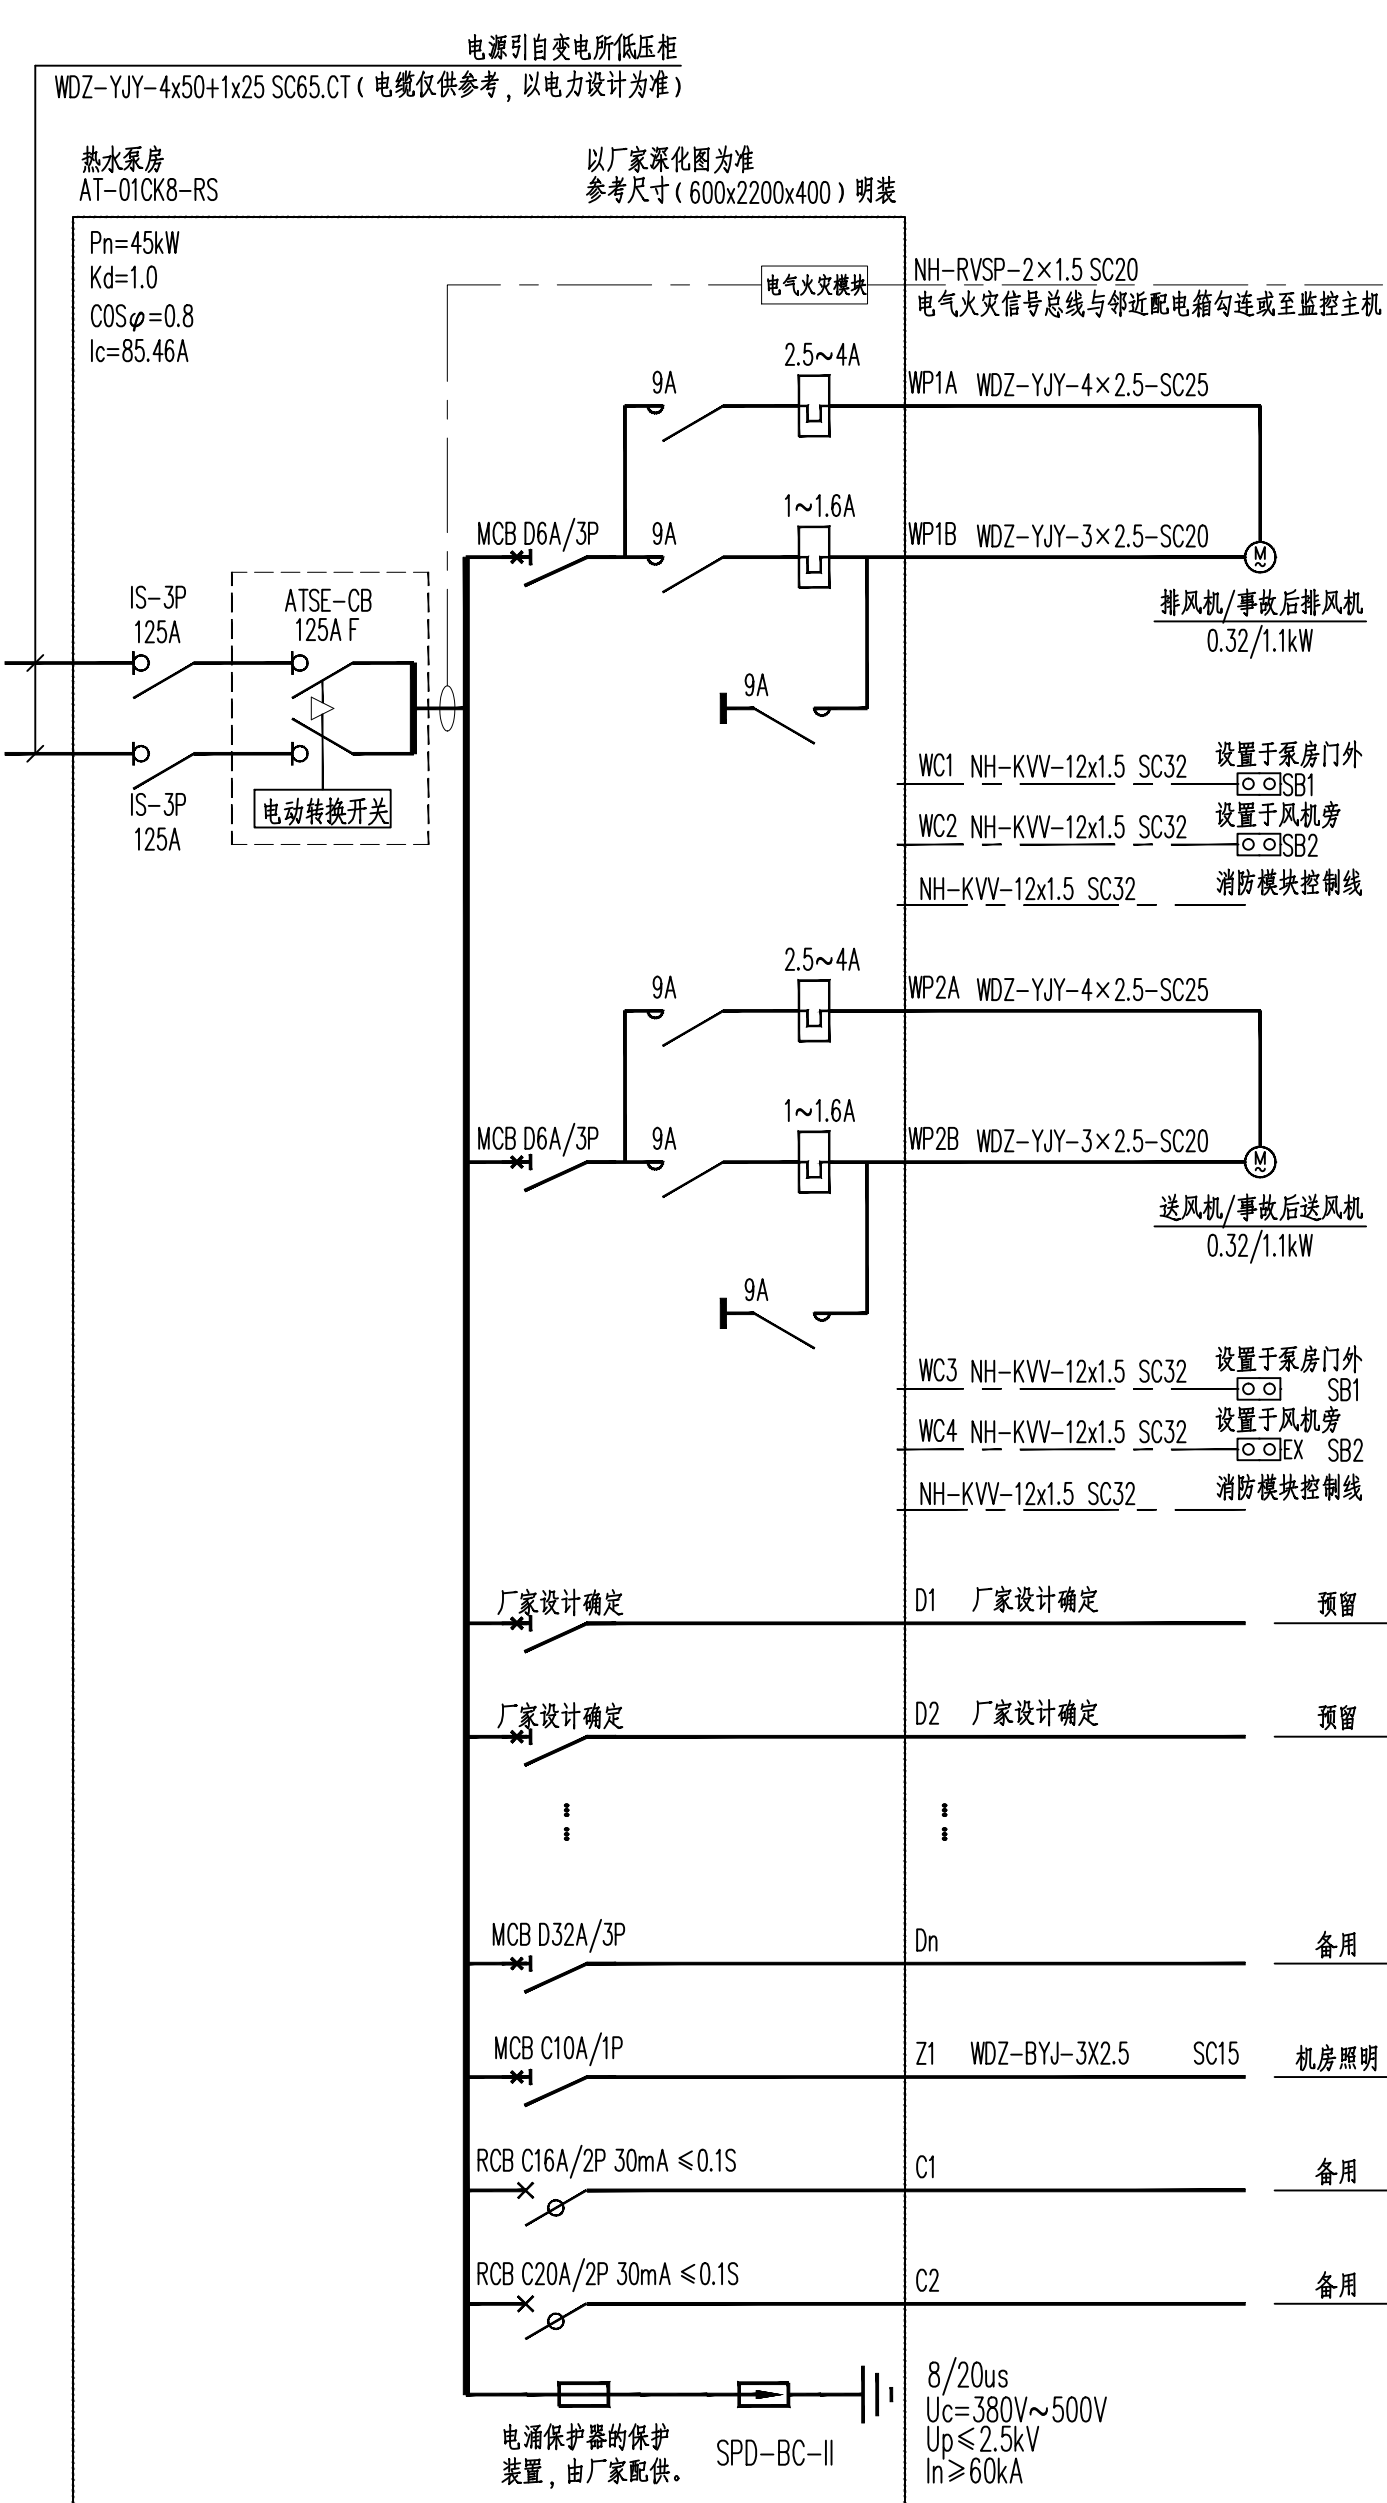 电源引自变电所低压柜
WDZ-YJY-4x50+1x25 SC65.CT(电缆仅供参考,以电力设计为准)
热水泵房
AT-01CK8-RS
以厂家深化图为准
参考尺寸(600x2200x400)明装
Pn=45kW
Kd=1.0
COSφ=0.8
Ic=85.46A
电气火灾模块
NH-RVSP-2×1.5 SC20
电气火灾信号总线与邻近配电箱勾连或至监控主机
2.5~4A
9A
WP1A WDZ-YJY-4×2.5-SC25
1~1.6A
MCB D6A/3P
9A
WP1B WDZ-YJY-3×2.5-SC20
M
~
排风机/事故后排风机
0.32/1.1kW
IS-3P
125A
ATSE-CB
125A F
9A
IS-3P
125A
电动转换开关
WC1 NH-KVV-12x1.5 SC32
设置于泵房门外
SB1
WC2 NH-KVV-12x1.5 SC32
设置于风机旁
SB2
NH-KVV-12x1.5 SC32
消防模块控制线
2.5~4A
9A
WP2A WDZ-YJY-4×2.5-SC25
1~1.6A
MCB D6A/3P
9A
WP2B WDZ-YJY-3×2.5-SC20
M
~
送风机/事故后送风机
0.32/1.1kW
9A
WC3 NH-KVV-12x1.5 SC32
设置于泵房门外
SB1
WC4 NH-KVV-12x1.5 SC32
设置于风机旁
EX SB2
NH-KVV-12x1.5 SC32
消防模块控制线
厂家设计确定
D1 厂家设计确定
预留
厂家设计确定
D2 厂家设计确定
预留
MCB D32A/3P
Dn
备用
MCB C10A/1P
Z1 WDZ-BYJ-3X2.5 SC15
机房照明
RCB C16A/2P 30mA ≤0.1S
C1
备用
RCB C20A/2P 30mA ≤0.1S
C2
备用
电涌保护器的保护
装置,由厂家配供。
SPD-BC-II
8/20us
Uc=380V~500V
Up≤2.5kV
In≥60kA